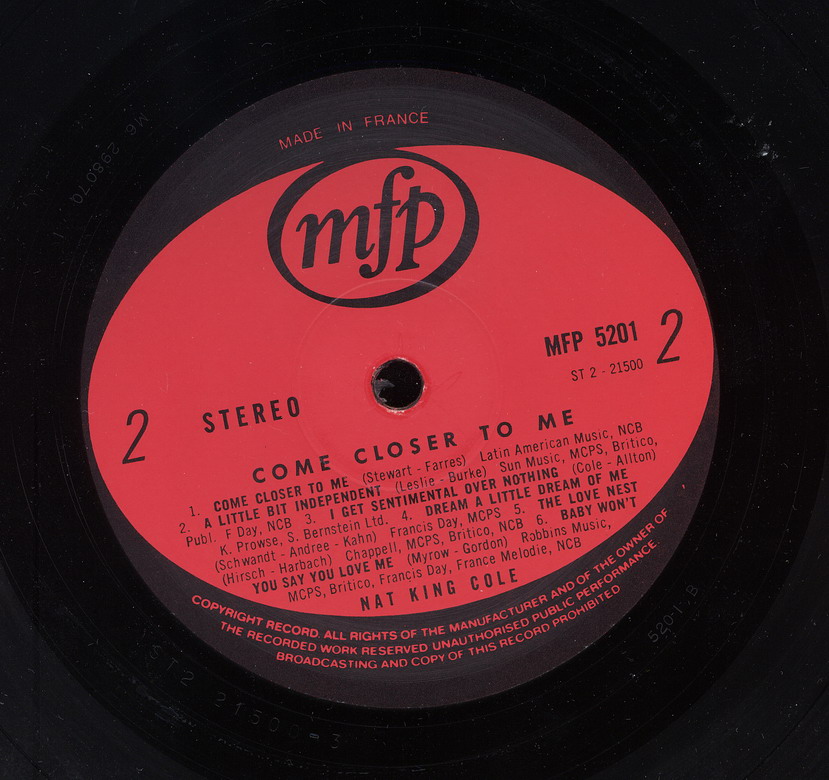 MADE IN FRANCE
mfp
MFP 5201
2
ST 2 - 21500
2
STEREO
COME CLOSER TO ME
1. COME CLOSER TO ME (Stewart - Farres) Latin American Music, NCB
2. A LITTLE BIT INDEPENDENT (Leslie - Burke) Sun Music, MCPS, Britico,
Publ. F Day, NCB 3. I GET SENTIMENTAL OVER NOTHING (Cole - Allton)
K. Prowse, S. Bernstein Ltd. 4. DREAM A LITTLE DREAM OF ME
(Schwandt - Andree - Kahn) Francis Day, MCPS 5. THE LOVE NEST
(Hirsch - Harbach) Chappell, MCPS, Britico, NCB 6. BABY WON'T
YOU SAY YOU LOVE ME (Myrow - Gordon) Robbins Music,
MCPS, Britico, Francis Day, France Melodie, NCB
NAT KING COLE
COPYRIGHT RECORD. ALL RIGHTS OF THE MANUFACTURER AND OF THE OWNER OF
THE RECORDED WORK RESERVED UNAUTHORISED PUBLIC PERFORMANCE.
BROADCASTING AND COPY OF THIS RECORD PROHIBITED
M6 298070 1
5201 B
ST2 21500-3